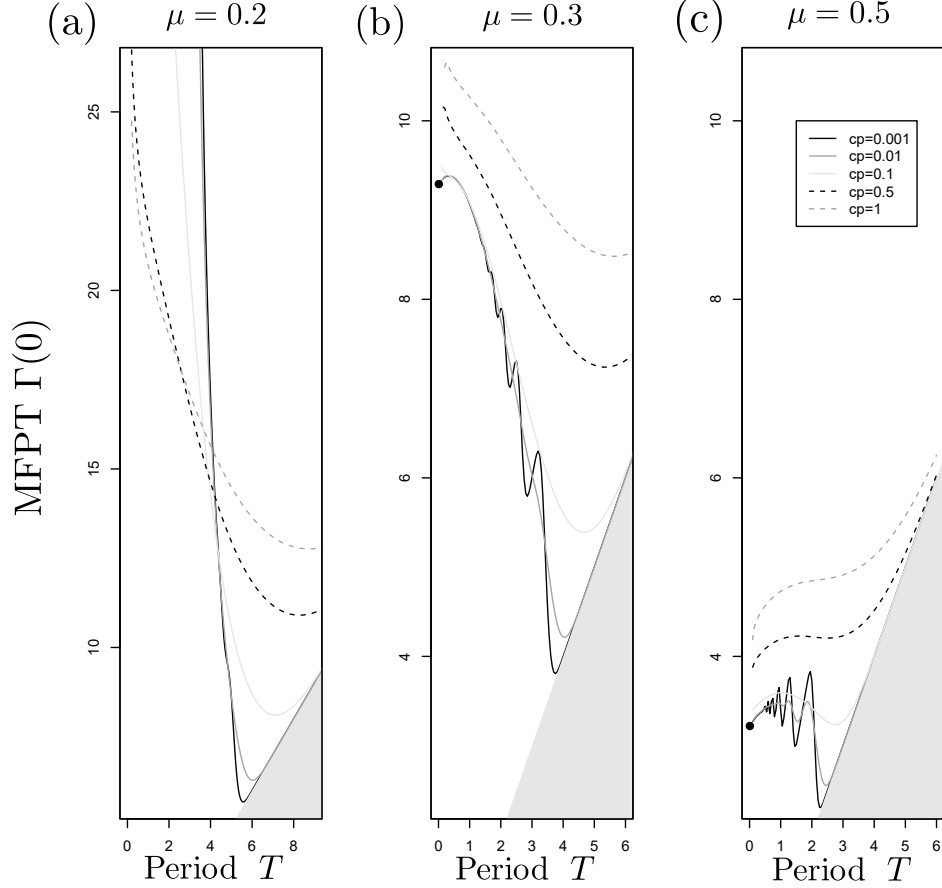 (a) μ = 0.2
(b) μ = 0.3
(c) μ = 0.5
MFPT Γ(0)
25
20
15
10
0 2 4 6 8
Period T
10
8
6
4
0 1 2 3 4 5 6
Period T
10
8
6
4
cp=0.001
cp=0.01
cp=0.1
cp=0.5
cp=1
0 1 2 3 4 5 6
Period T